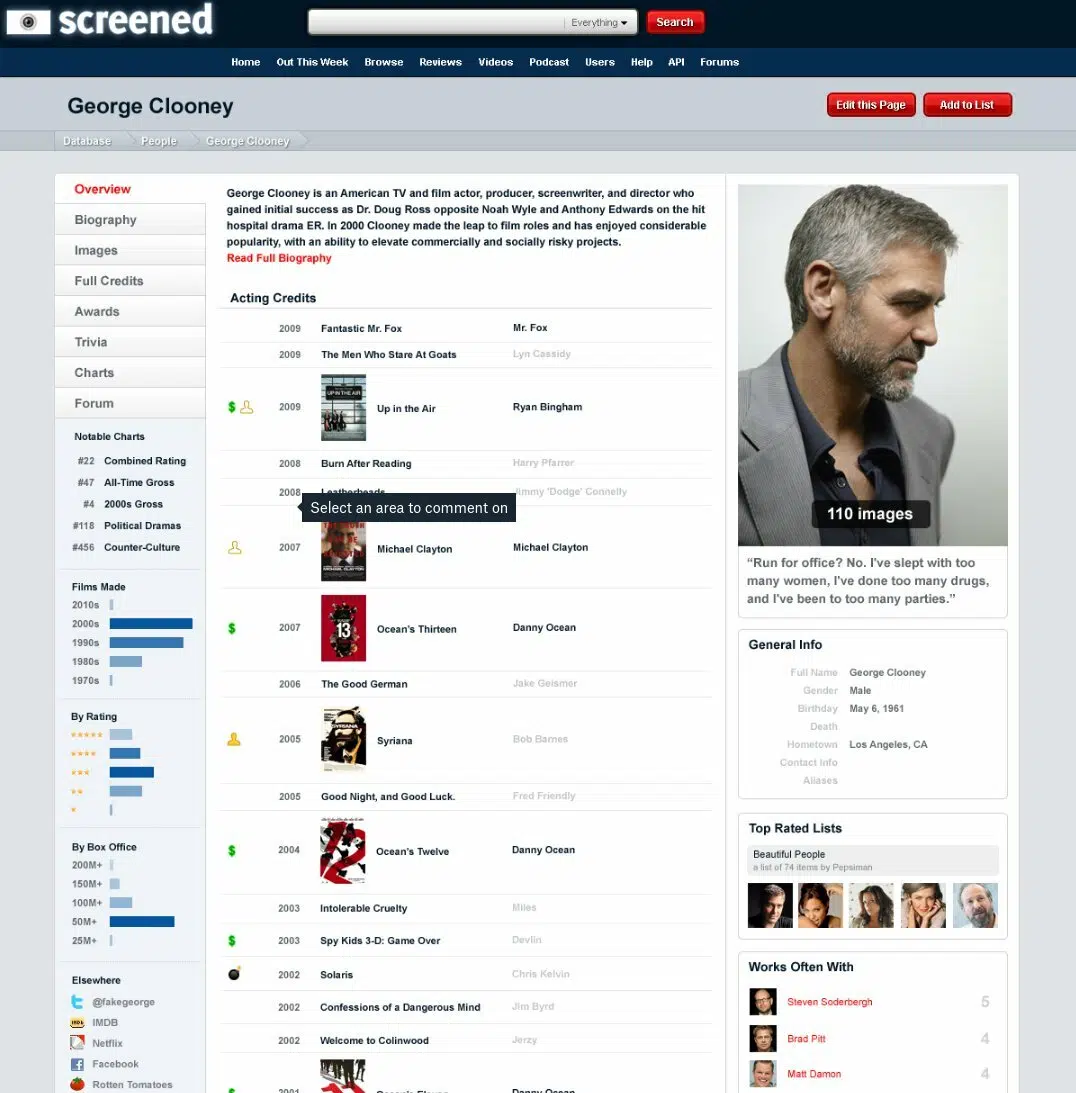 screened
Everything
Search
Home Out This Week Browse Reviews Videos Podcast Users Help API Forums
George Clooney
Edit this Page Add to List
Database People George Clooney
Overview
Biography
Images
Full Credits
Awards
Trivia
Charts
Forum
Notable Charts
#22 Combined Rating
#47 All-Time Gross
#4 2000s Gross
#118 Political Dramas
#456 Counter-Culture
Films Made
2010s
2000s
1990s
1980s
1970s
By Rating
By Box Office
200M+
150M+
100M+
50M+
25M+
Elsewhere
@fakegeorge
IMDB
Netflix
Facebook
Rotten Tomatoes
George Clooney is an American TV and film actor, producer, screenwriter, and director who
gained initial success as Dr. Doug Ross opposite Noah Wyle and Anthony Edwards on the hit
hospital drama ER. In 2000 Clooney made the leap to film roles and has enjoyed considerable
popularity, with an ability to elevate commercially and socially risky projects.
Read Full Biography
Acting Credits
2009 Fantastic Mr. Fox Mr. Fox
2009 The Men Who Stare At Goats Lyn Cassidy
$ 2009 UP IN THE AIR Up in the Air Ryan Bingham
2008 Burn After Reading Harry Pfarrer
2008 Leatherheads Jimmy 'Dodge' Connelly
Select an area to comment on
2007 MICHAEL CLAYTON Michael Clayton Michael Clayton
$ 2007 13 Ocean's Thirteen Danny Ocean
2006 The Good German Jake Geismer
2005 SYRIANA Syriana Bob Barnes
2005 Good Night, and Good Luck. Fred Friendly
$ 2004 Ocean's Twelve Danny Ocean
2003 Intolerable Cruelty Miles
$ 2003 Spy Kids 3-D: Game Over Devlin
2002 Solaris Chris Kelvin
2002 Confessions of a Dangerous Mind Jim Byrd
2002 Welcome to Colinwood Jerzy
2001 Ocean's Eleven Danny Ocean
110 images
“Run for office? No. I've slept with too
many women, I've done too many drugs,
and I've been to too many parties.”
General Info
Full Name George Clooney
Gender Male
Birthday May 6, 1961
Death
Hometown Los Angeles, CA
Contact Info
Aliases
Top Rated Lists
Beautiful People
a list of 74 items by Pepsiman
Works Often With
Steven Soderbergh 5
Brad Pitt 4
Matt Damon 4